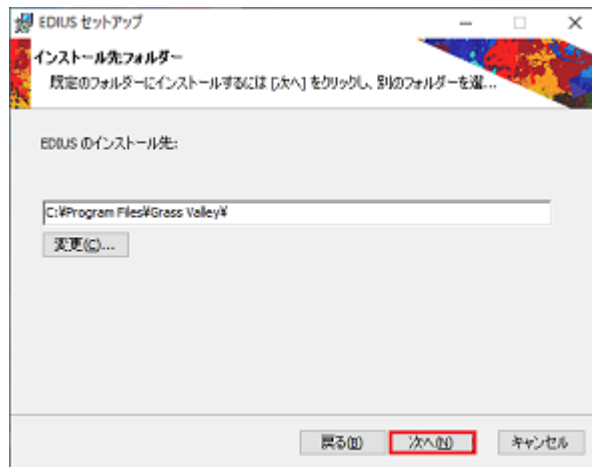 EDIUS セットアップ
インストール先フォルダー
既定のフォルダーにインストールするには [次へ] をクリックし、別のフォルダーを選...
EDIUS のインストール先:
C:¥Program Files¥Grass Valley¥
変更(C)...
戻る(B) 次へ(N) キャンセル